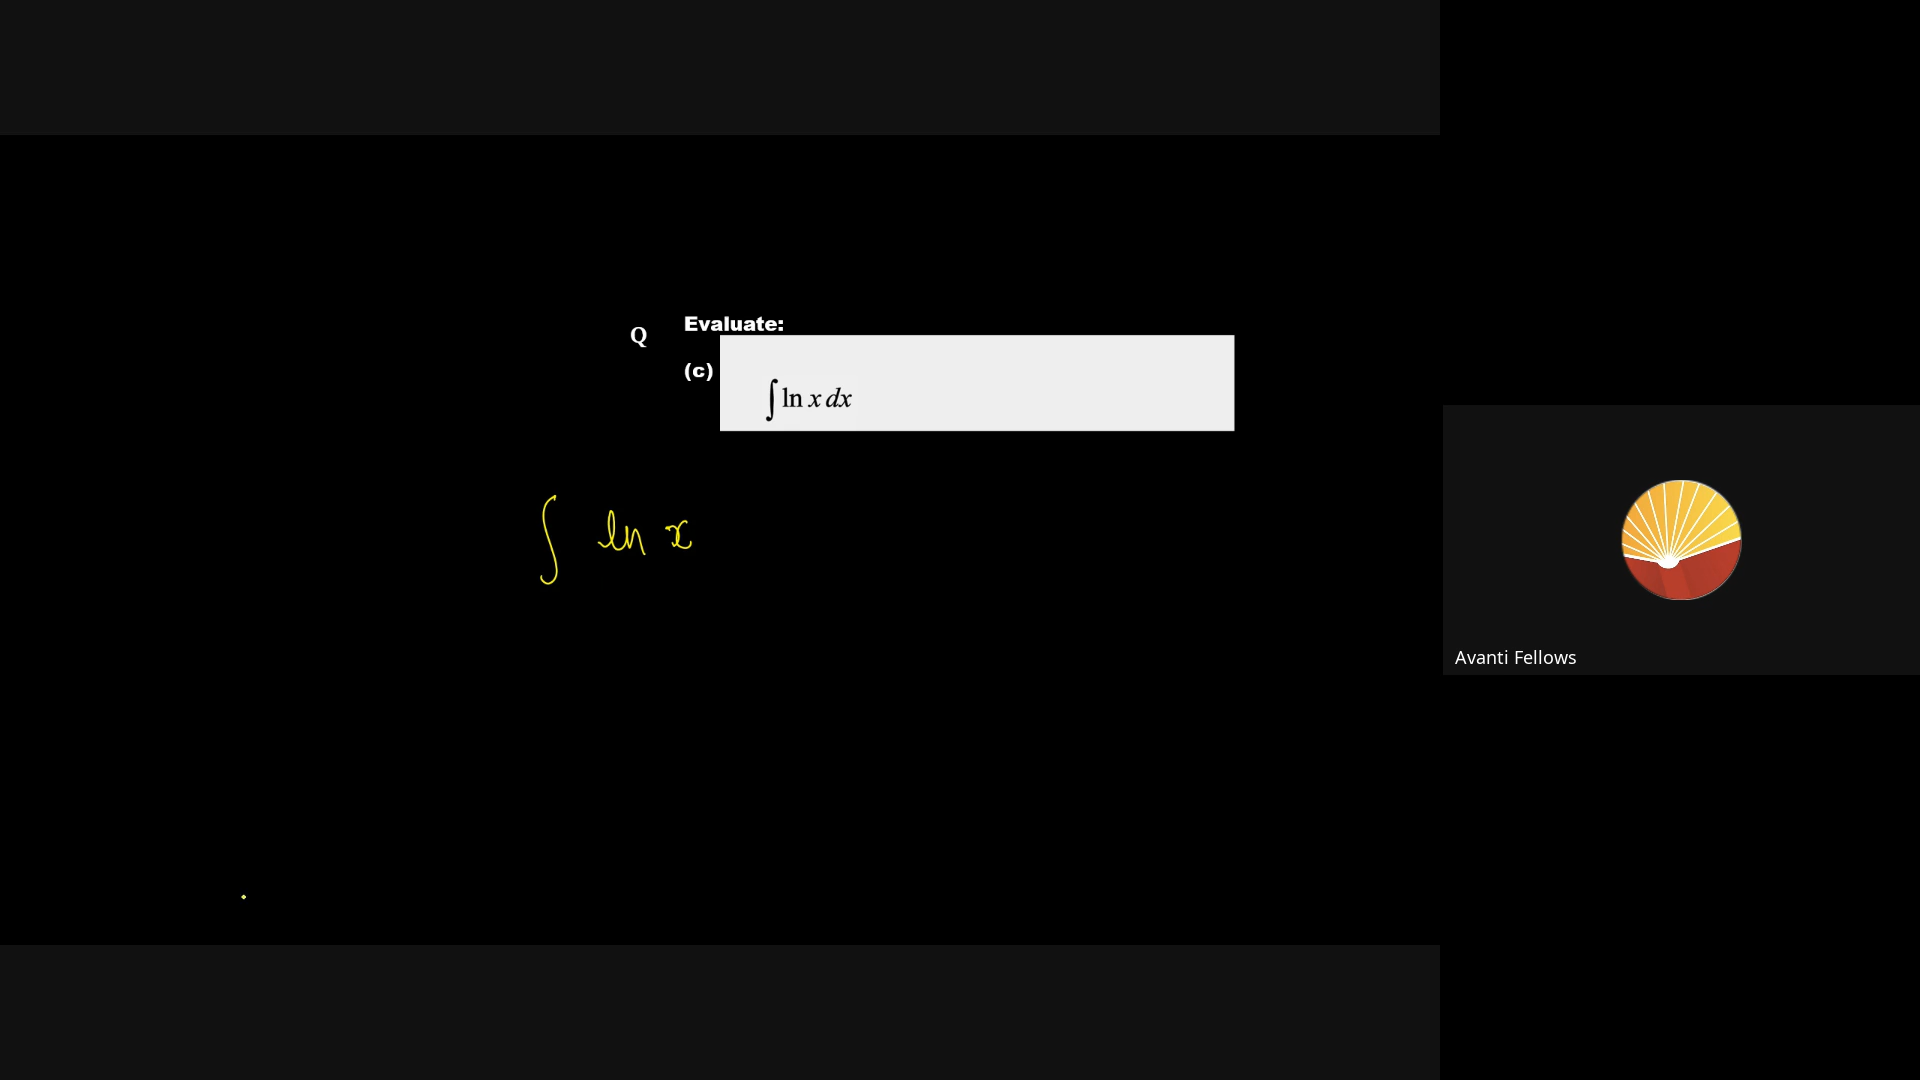 Q Evaluate:
(c) ∫ ln x dx
∫ ln x
Avanti Fellows